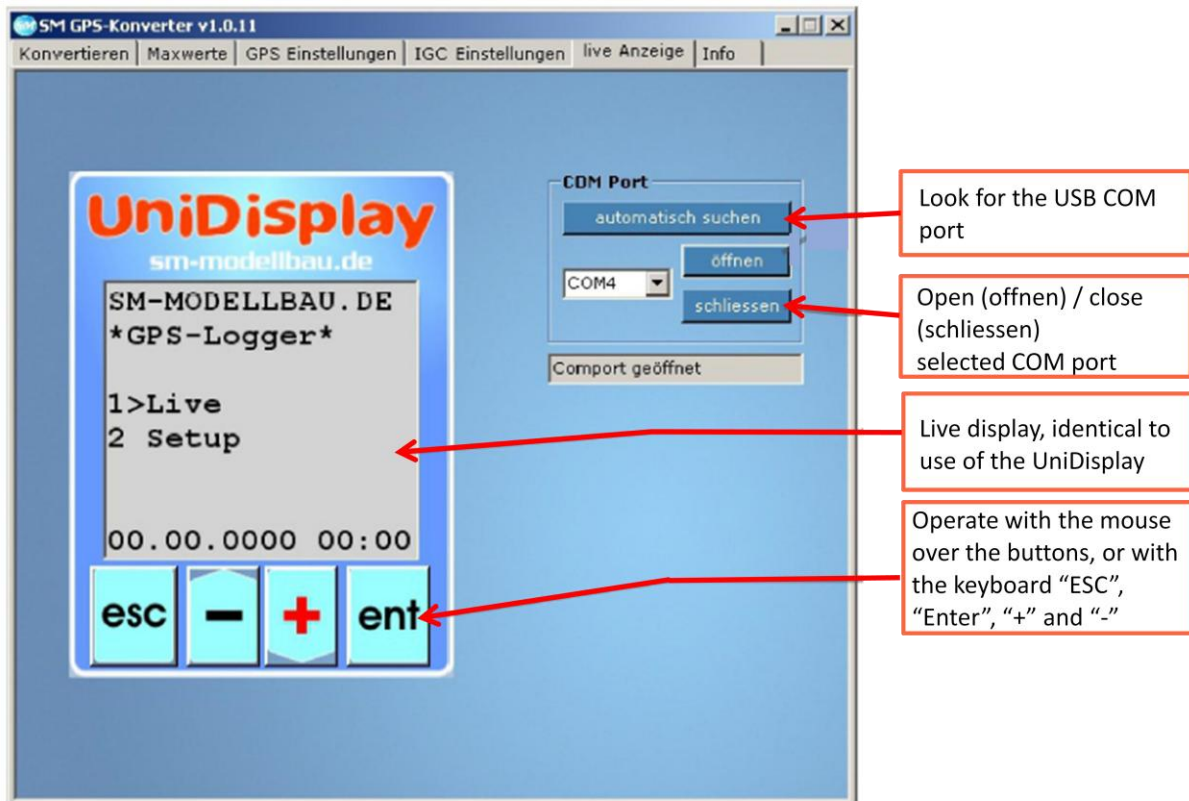 SM GPS-Konverter v1.0.11
Konvertieren Maxwerte GPS Einstellungen IGC Einstellungen live Anzeige Info
UniDisplay
sm-modellbau.de
SM-MODELLBAU.DE
*GPS-Logger*
1>Live
2 Setup
00.00.0000 00:00
esc - + ent
COM Port
automatisch suchen
öffnen
COM4
schliessen
Comport geöffnet
Look for the USB COM
port
Open (offnen) / close
(schliessen)
selected COM port
Live display, identical to
use of the UniDisplay
Operate with the mouse
over the buttons, or with
the keyboard “ESC”,
“Enter”, “+” and “-”